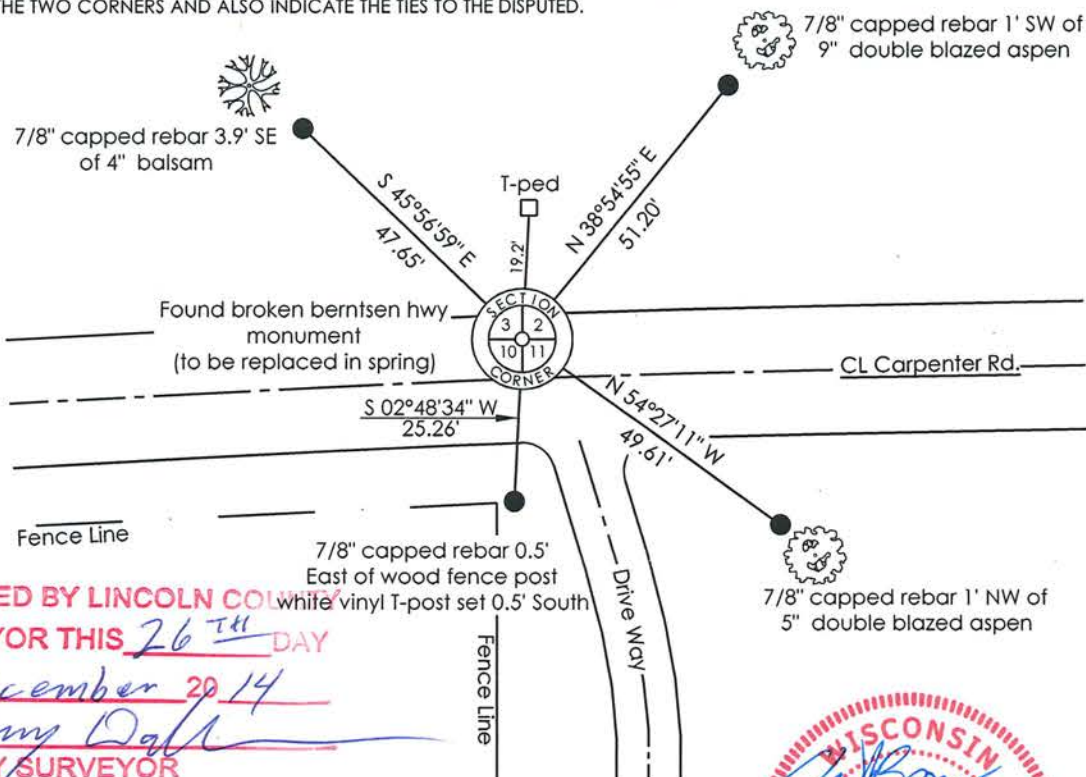 THE TWO CORNERS AND ALSO INDICATE THE TIES TO THE DISPUTED.
7/8" capped rebar 1' SW of
9" double blazed aspen
7/8" capped rebar 3.9' SE
of 4" balsam
T-ped
S 45°56'59" E
47.65'
19.2'
N 38°54'55" E
51.20'
Found broken berntsen hwy
monument
(to be replaced in spring)
SECTION
3 2
10 11
CORNER
CL Carpenter Rd.
S 02°48'34" W
25.26'
N 54°27'11" W
49.61'
Fence Line
7/8" capped rebar 0.5'
East of wood fence post
white vinyl T-post set 0.5' South
7/8" capped rebar 1' NW of
5" double blazed aspen
Drive Way
Fence Line
ED BY LINCOLN COUNTY
YOR THIS 26TH DAY
cember 2014
SURVEYOR
WISCONSIN